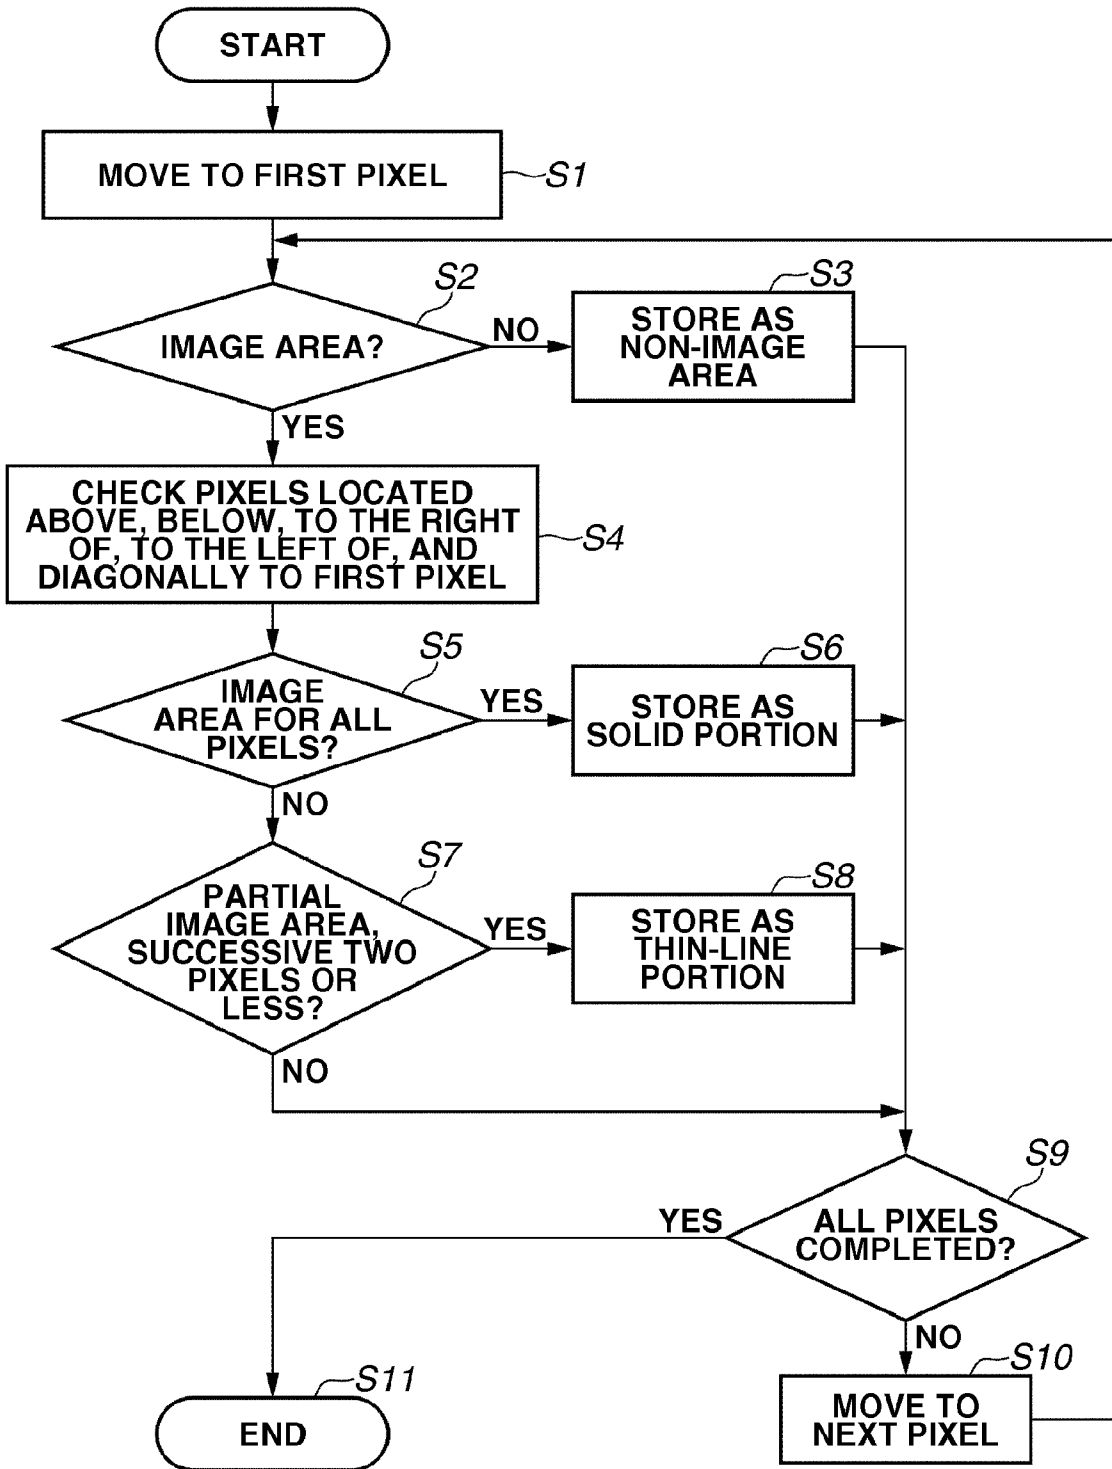 START
MOVE TO FIRST PIXEL
S1
S2
IMAGE AREA?
NO
S3
STORE AS
NON-IMAGE
AREA
YES
CHECK PIXELS LOCATED
ABOVE, BELOW, TO THE RIGHT
OF, TO THE LEFT OF, AND
DIAGONALLY TO FIRST PIXEL
S4
S5
IMAGE
AREA FOR ALL
PIXELS?
YES
S6
STORE AS
SOLID PORTION
NO
S7
PARTIAL
IMAGE AREA,
SUCCESSIVE TWO
PIXELS OR
LESS?
YES
S8
STORE AS
THIN-LINE
PORTION
NO
S9
ALL PIXELS
COMPLETED?
YES
NO
S10
MOVE TO
NEXT PIXEL
S11
END